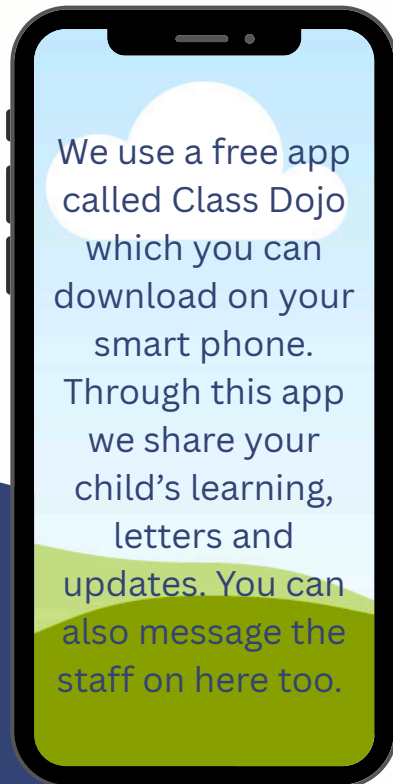 We use a free app
called Class Dojo
which you can
download on your
smart phone.
Through this app
we share your
child’s learning,
letters and
updates. You can
also message the
staff on here too.